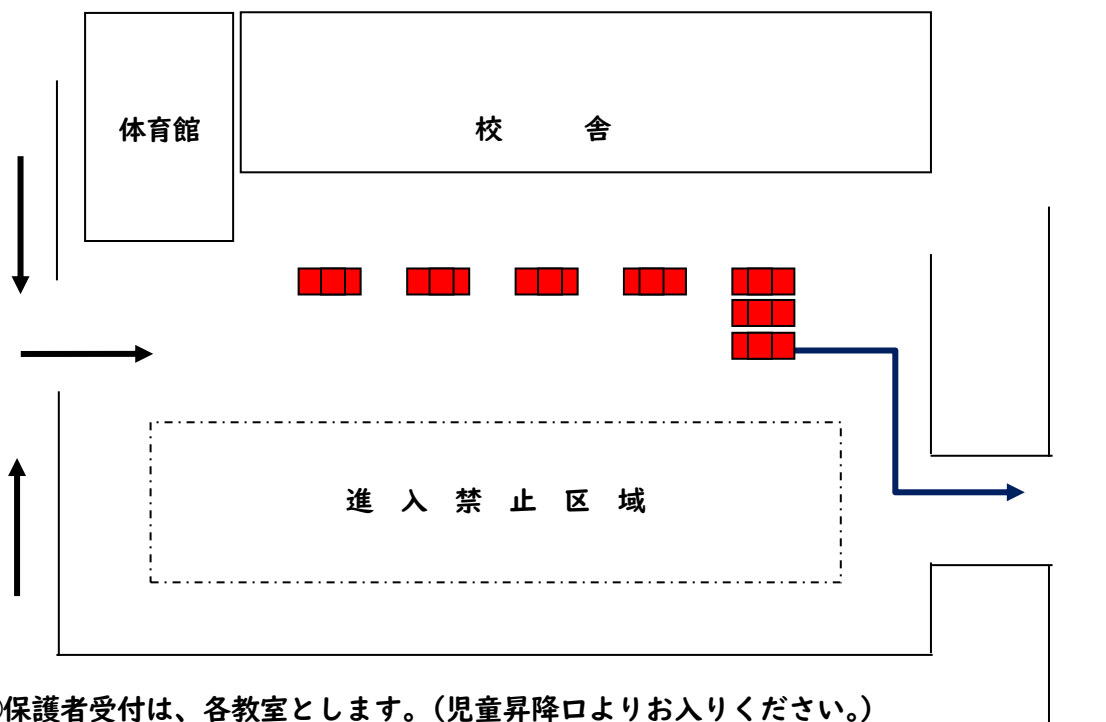 体育館
校 舎
進 入 禁 止 区 域
保護者受付は、各教室とします。（児童昇降口よりお入りください。）